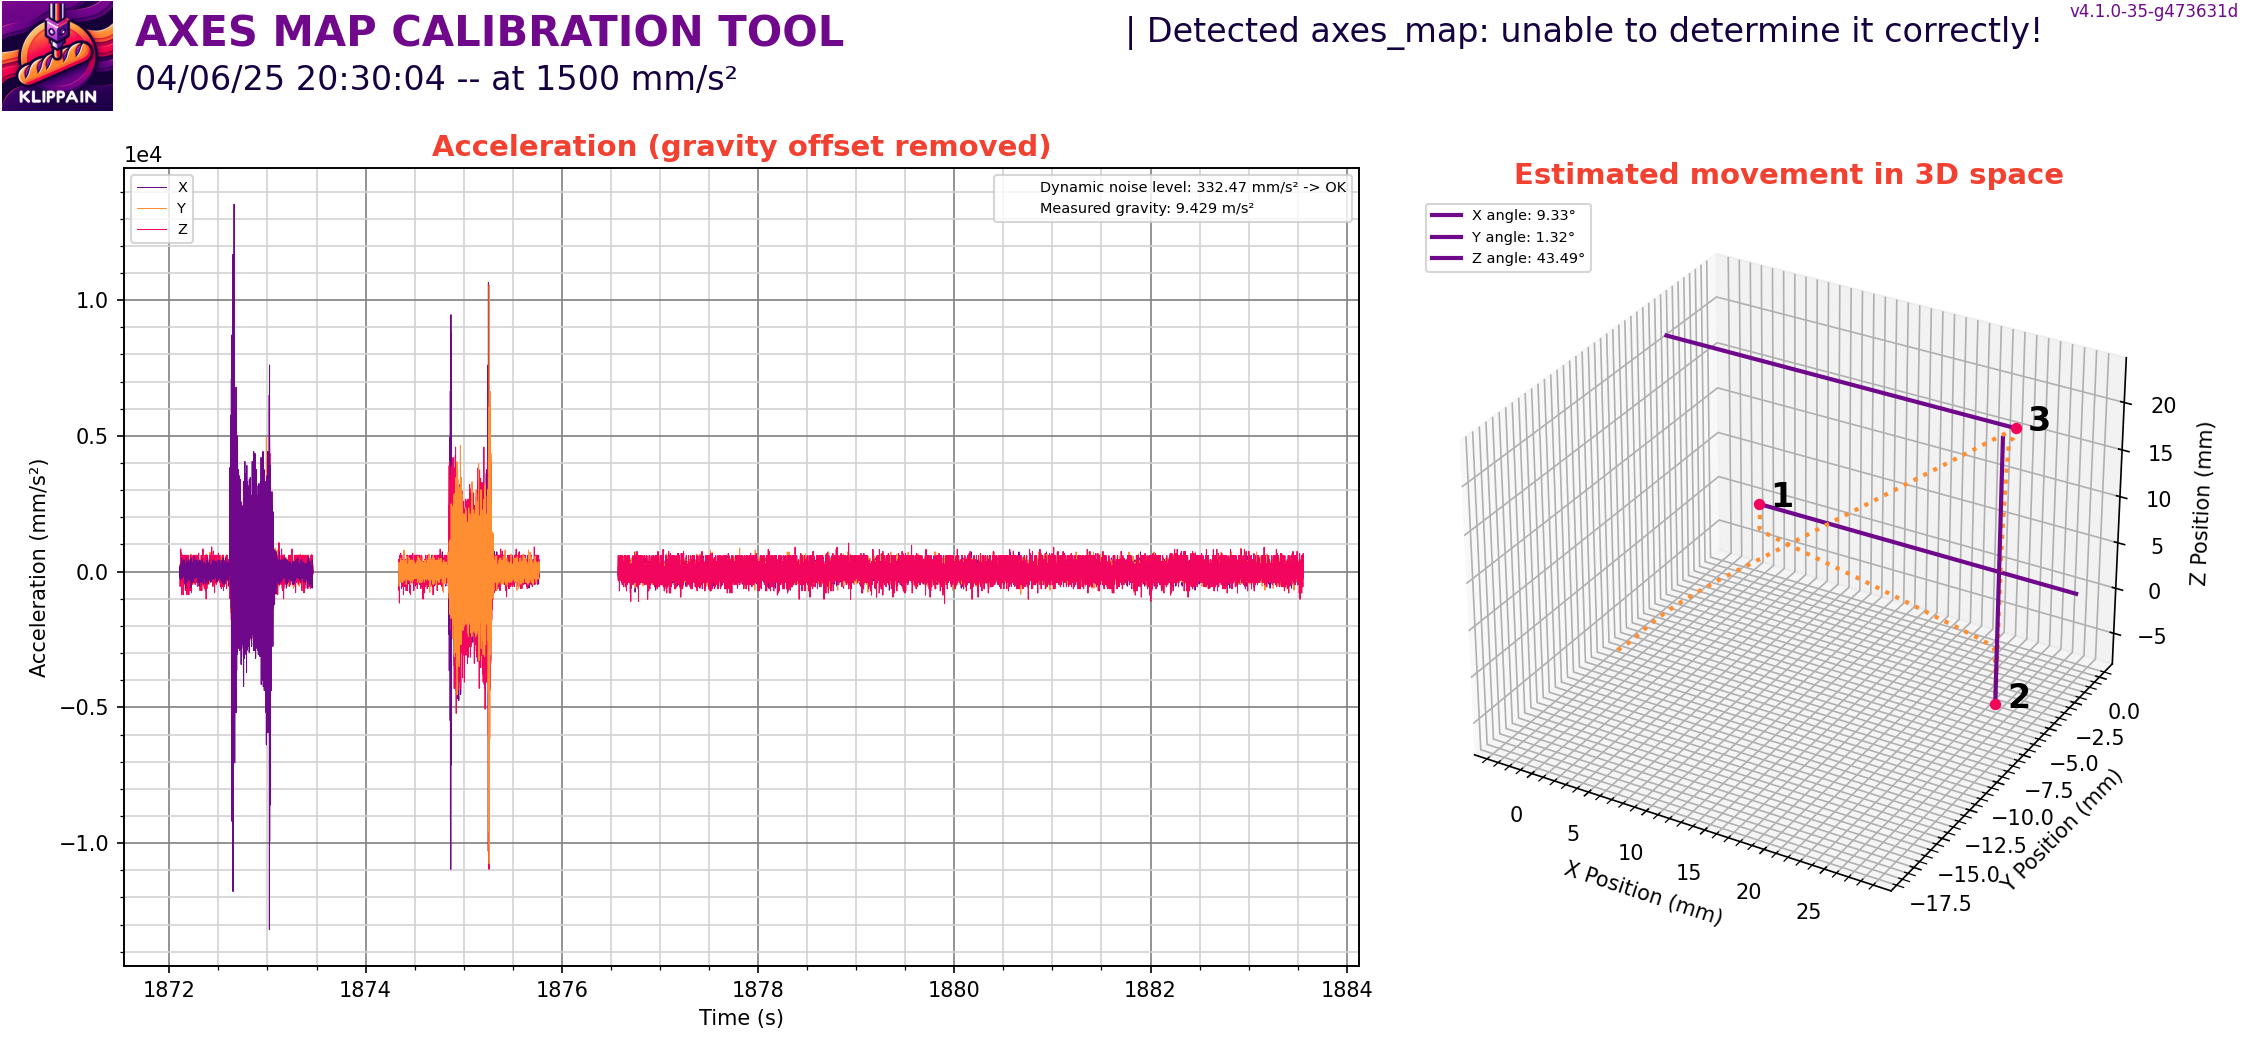 AXES MAP CALIBRATION TOOL
| Detected axes_map: unable to determine it correctly!
v4.1.0-35-g473631d
04/06/25 20:30:04 -- at 1500 mm/s²
KLIPPAIN
Acceleration (gravity offset removed)
1e4
X
Y
Z
Dynamic noise level: 332.47 mm/s² -> OK
Measured gravity: 9.429 m/s²
1.0
0.5
0.0
−0.5
−1.0
Acceleration (mm/s²)
1872
1874
1876
1878
1880
1882
1884
Time (s)
Estimated movement in 3D space
X angle: 9.33°
Y angle: 1.32°
Z angle: 43.49°
1
2
3
20
15
10
5
0
−5
Z Position (mm)
0.0
−2.5
−5.0
−7.5
−10.0
−12.5
−15.0
−17.5
Y Position (mm)
0
5
10
15
20
25
X Position (mm)